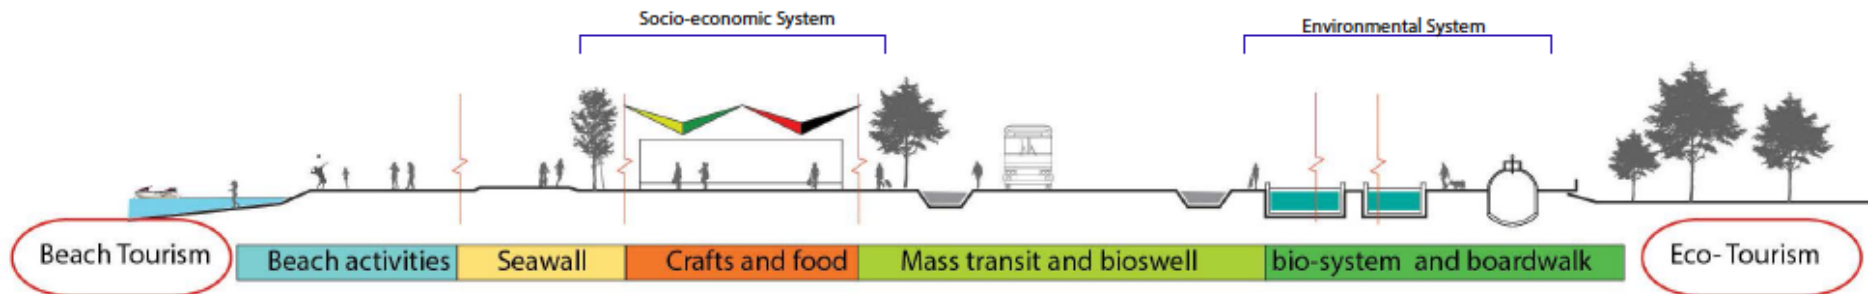 Socio-economic System
Environmental System
Beach Tourism
Beach activities
Seawall
Crafts and food
Mass transit and bioswell
bio-system and boardwalk
Eco- Tourism